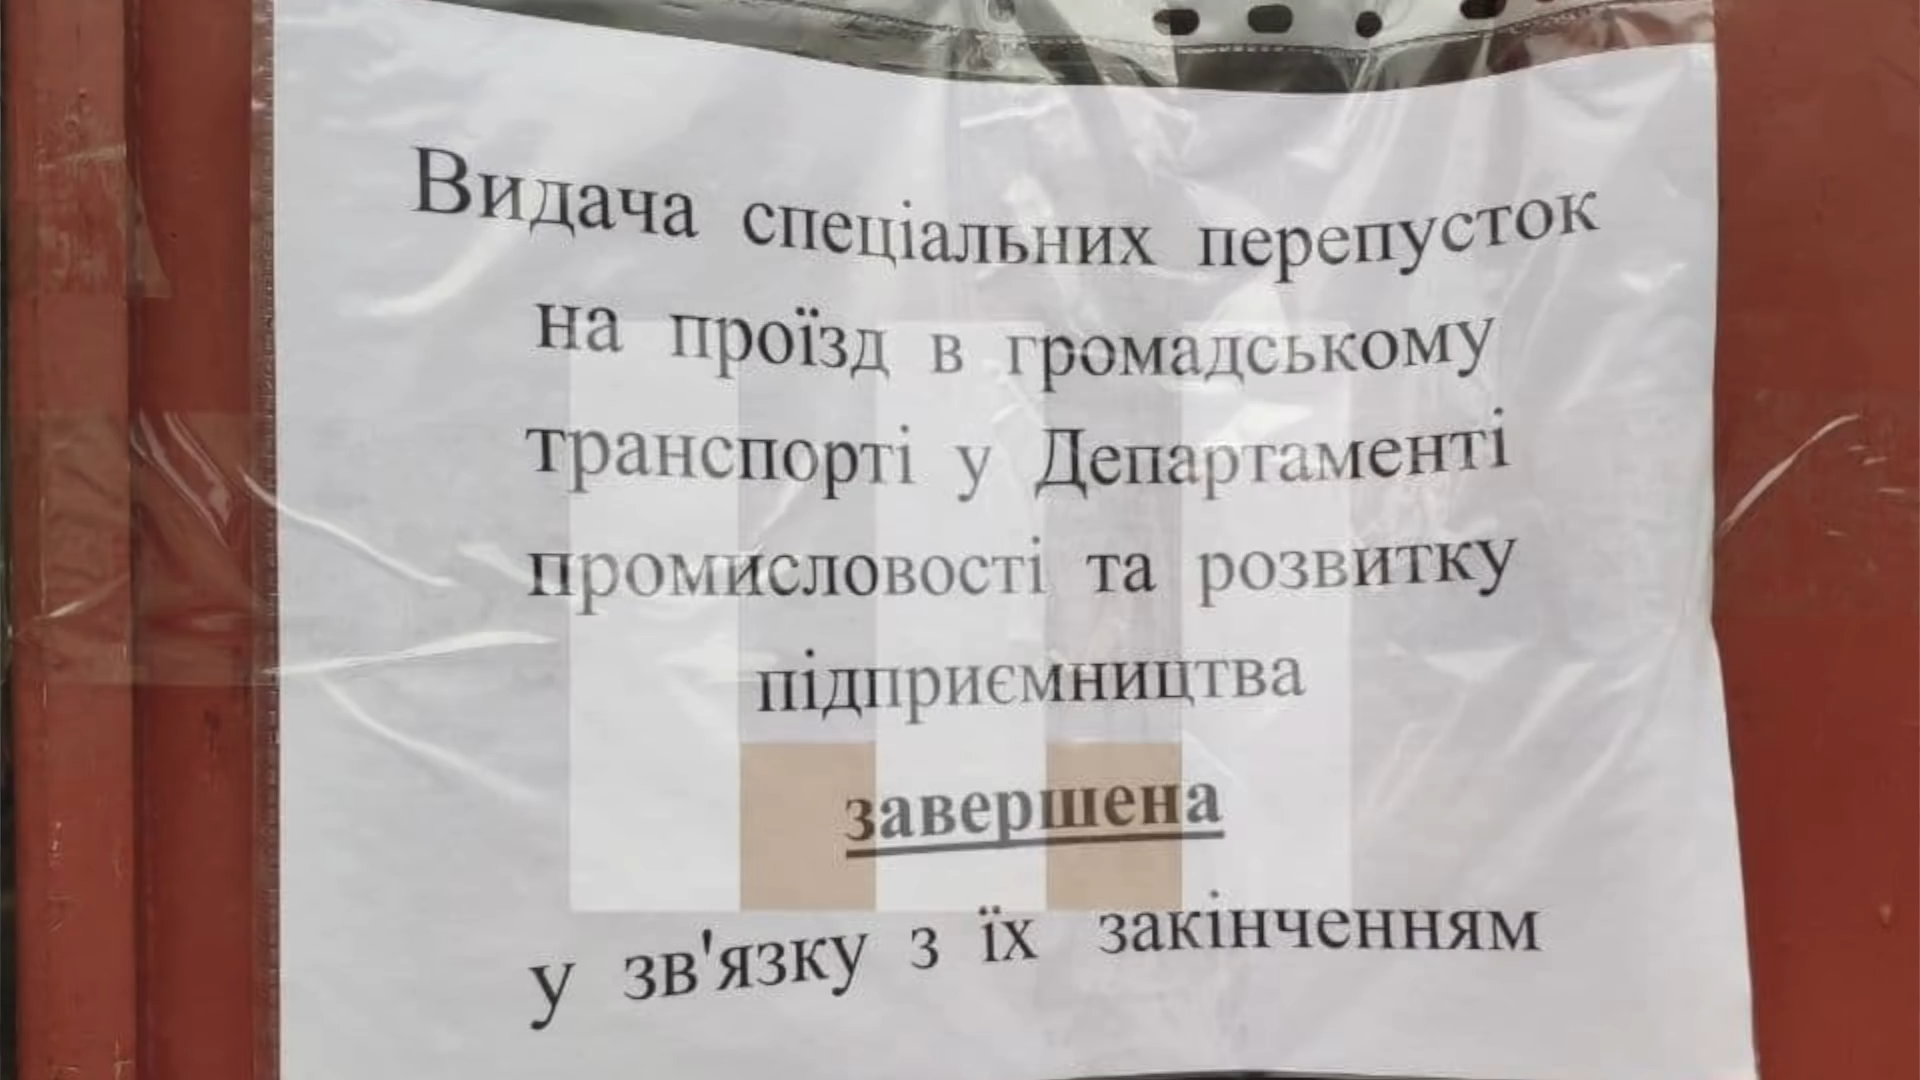 Видача спеціальних перепусток
на проїзд в громадському
транспорті у Департаменті
промисловості та розвитку
підприємництва
завершена
у зв'язку з їх закінченням